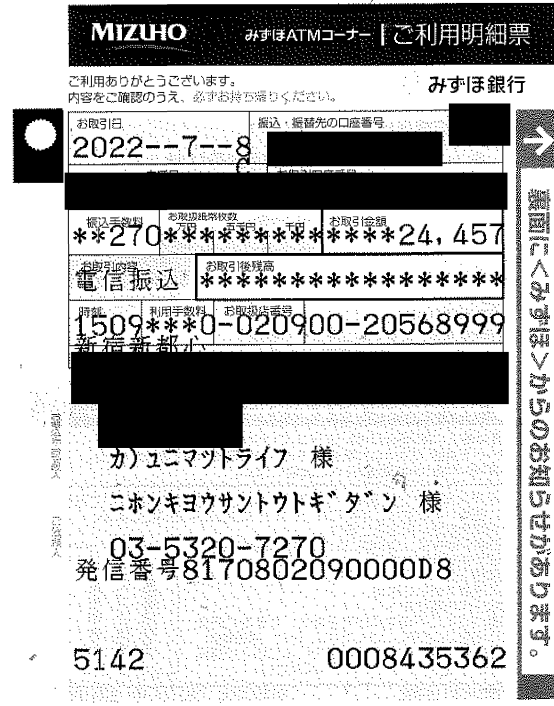 MIZUHO みずほATMコーナー | ご利用明細票
ご利用ありがとうございます。
内容をご確認のうえ、必ずお持ち帰りください。
みずほ銀行
お取引日 振込・振替先の口座番号
2022--7--8
振込手数料 お取扱紙幣枚数 お取引金額
**270****************24,457
お取引内容 お取引後残高
電信振込 *****************
時刻 利用手数料 お取扱店番号
1509***0-020900-20568999
新宿新都心
カ)ユニマットライフ 様
ニホンキヨウサントウトギダン 様
03-5320-7270
発信番号8170802090000D8
5142 0008435362
裏面に<みずほ>からのお知らせがあります。